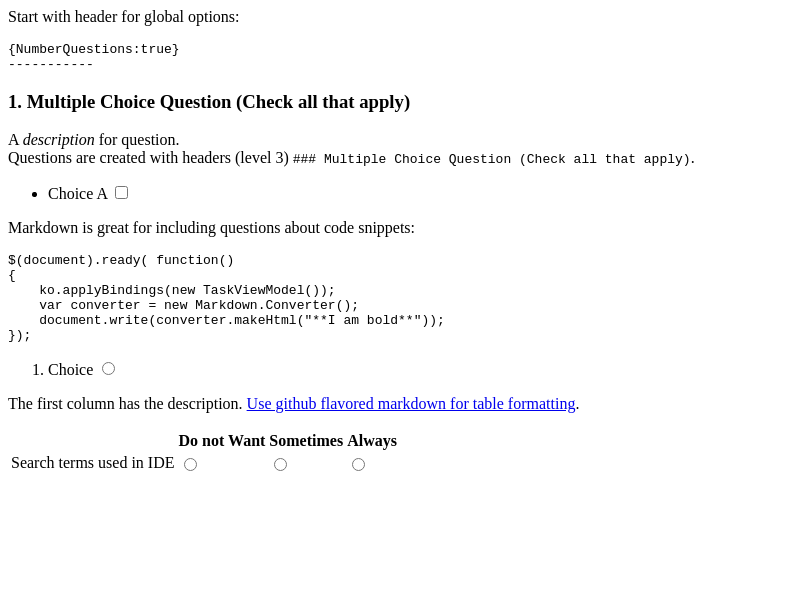 Start with header for global options:
{NumberQuestions:true}
-----------
1. Multiple Choice Question (Check all that apply)
A description for question.
Questions are created with headers (level 3) ### Multiple Choice Question (Check all that apply).
• Choice A
Markdown is great for including questions about code snippets:
$(document).ready( function()
{
    ko.applyBindings(new TaskViewModel());
    var converter = new Markdown.Converter();
    document.write(converter.makeHtml("**I am bold**"));
});
1. Choice
The first column has the description. Use github flavored markdown for table formatting.
Do not Want Sometimes Always
Search terms used in IDE